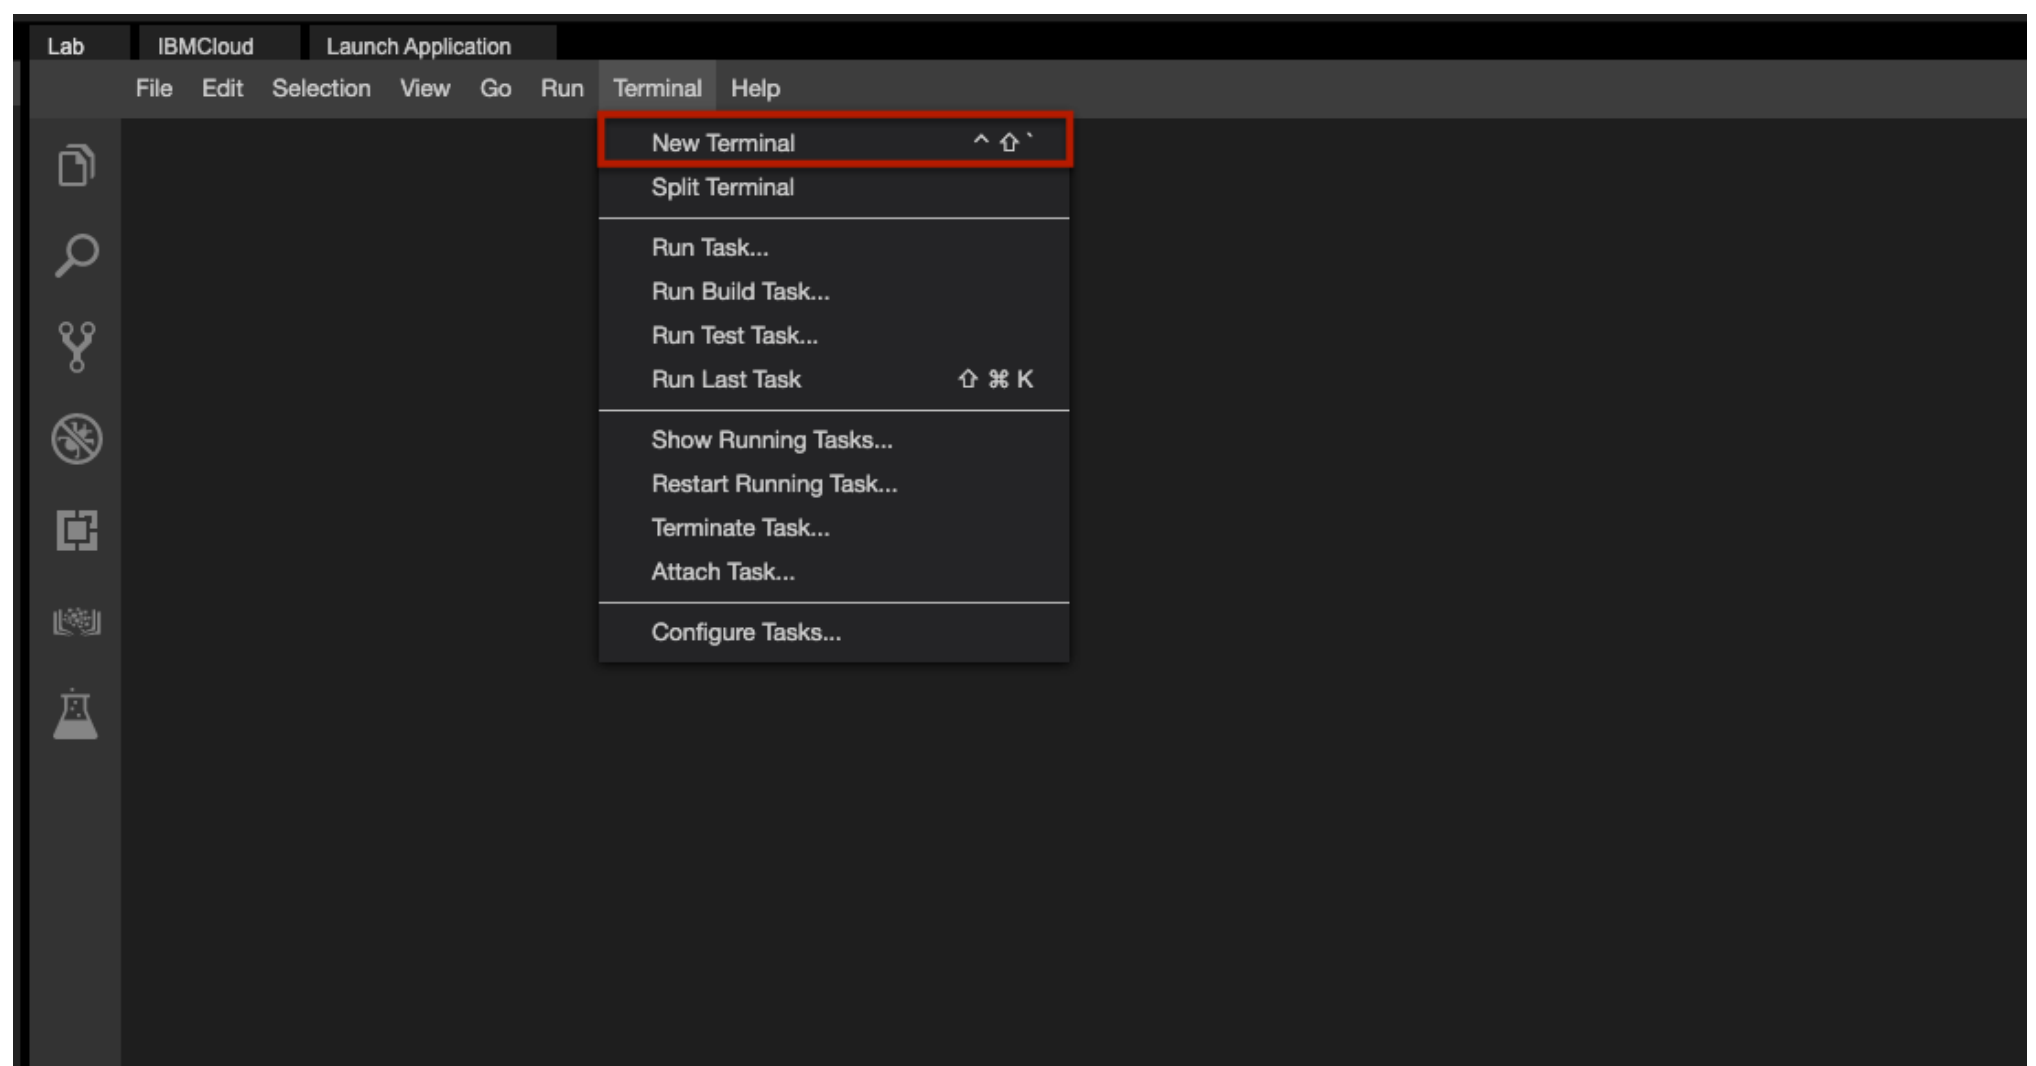 Lab IBMCloud Launch Application
File Edit Selection View Go Run Terminal Help
New Terminal ^ ⇧ `
Split Terminal
Run Task...
Run Build Task...
Run Test Task...
Run Last Task ⇧ ⌘ K
Show Running Tasks...
Restart Running Task...
Terminate Task...
Attach Task...
Configure Tasks...